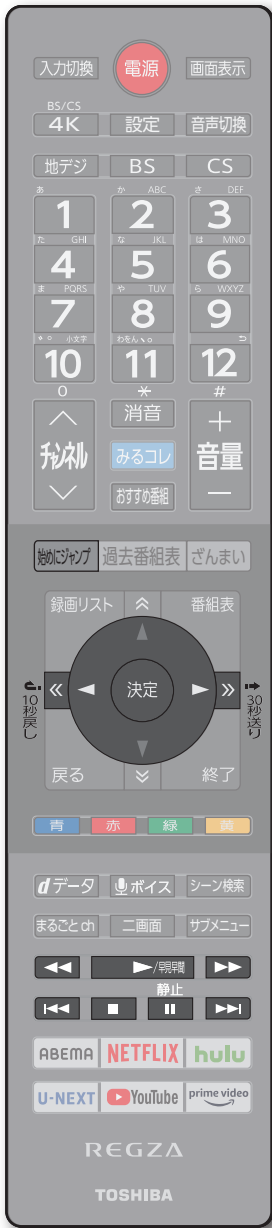 入力切換 電源 画面表示
BS/CS
4K 設定 音声切換
地デジ BS CS
あ か ABC さ DEF
1 2 3
た GHI な JKL は MNO
4 5 6
ま PQRS や TUV ら WXYZ
7 8 9
小文字 わをん、。
10 11 12
0 * #
チャンネル 消音 + 音量 −
みるコレ
おすすめ番組
始めにジャンプ 過去番組表 ざんまい
録画リスト 番組表
10秒戻し 決定 30秒送り
戻る 終了
青 赤 緑 黄
dデータ ボイス シーン検索
まるごとch 二画面 サブメニュー
/早見早聞
静止
ABEMA NETFLIX hulu
U-NEXT YouTube prime video
REGZA
TOSHIBA